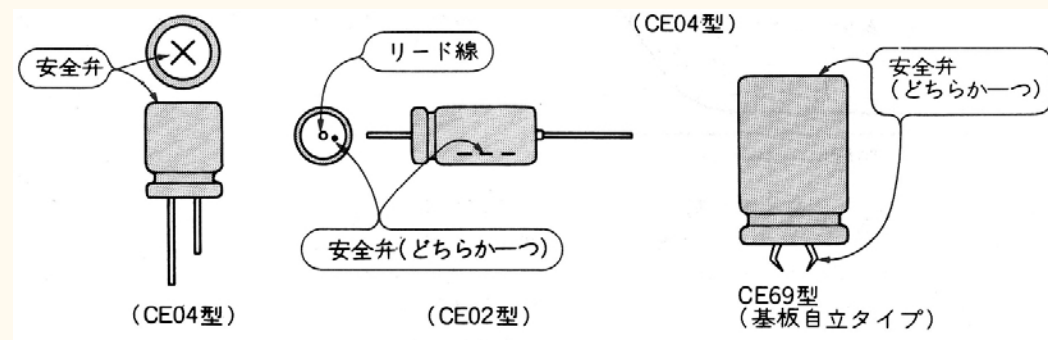 (CE04型)
安全弁
リード線
安全弁
(どちらか一つ)
安全弁(どちらか一つ)
(CE04型)
(CE02型)
CE69型
(基板自立タイプ)